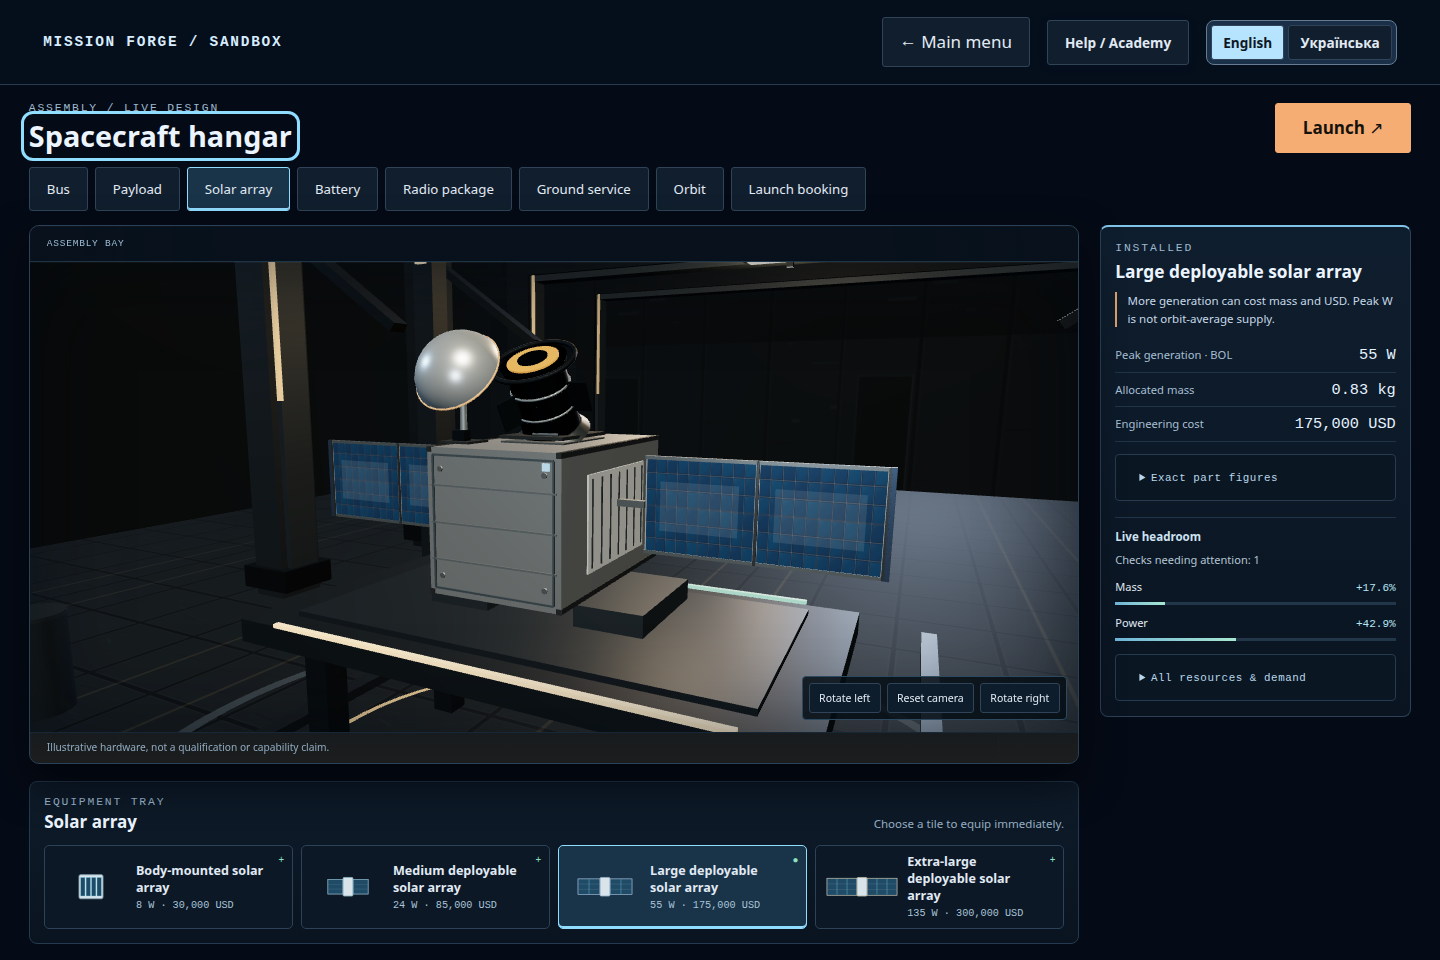 MISSION FORGE / SANDBOX
← Main menu
Help / Academy
English
Українська
ASSEMBLY / LIVE DESIGN
Spacecraft hangar
Launch ↗
Bus
Payload
Solar array
Battery
Radio package
Ground service
Orbit
Launch booking
ASSEMBLY BAY
Rotate left
Reset camera
Rotate right
Illustrative hardware, not a qualification or capability claim.
INSTALLED
Large deployable solar array
More generation can cost mass and USD. Peak W
is not orbit-average supply.
Peak generation · BOL 55 W
Allocated mass 0.83 kg
Engineering cost 175,000 USD
▶ Exact part figures
Live headroom
Checks needing attention: 1
Mass +17.6%
Power +42.9%
▶ All resources & demand
EQUIPMENT TRAY
Solar array
Choose a tile to equip immediately.
Body-mounted solar
array
8 W · 30,000 USD
+
Medium deployable
solar array
24 W · 85,000 USD
+
Large deployable
solar array
55 W · 175,000 USD
●
Extra-large
deployable solar
array
135 W · 300,000 USD
+